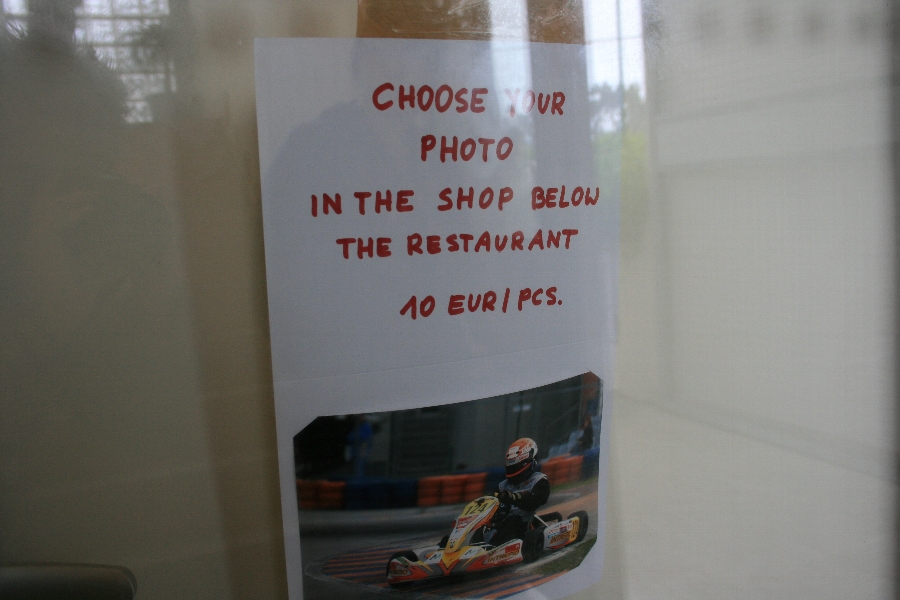 CHOOSE YOUR
PHOTO
IN THE SHOP BELOW
THE RESTAURANT
10 EUR/PCS.